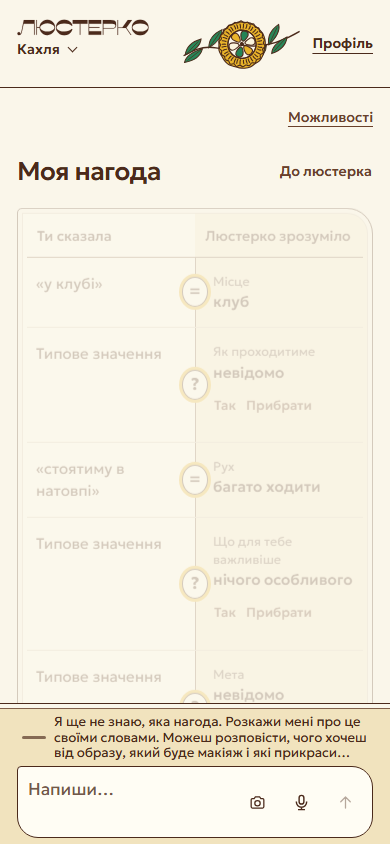 ЛЮСТЕРКО
Кахля
Профіль
Можливості
Моя нагода
До люстерка
Ти сказала
Люстерко зрозуміло
«у клубі»
=
Місце
клуб
Типове значення
?
Як проходитиме
невідомо
Так Прибрати
«стоятиму в
натовпі»
=
Рух
багато ходити
Типове значення
?
Що для тебе
важливіше
нічого особливого
Так Прибрати
Типове значення
Мета
невідомо
Я ще не знаю, яка нагода. Розкажи мені про це
своїми словами. Можеш розповісти, чого хочеш
від образу, який буде макіяж і які прикраси…
Напиши…